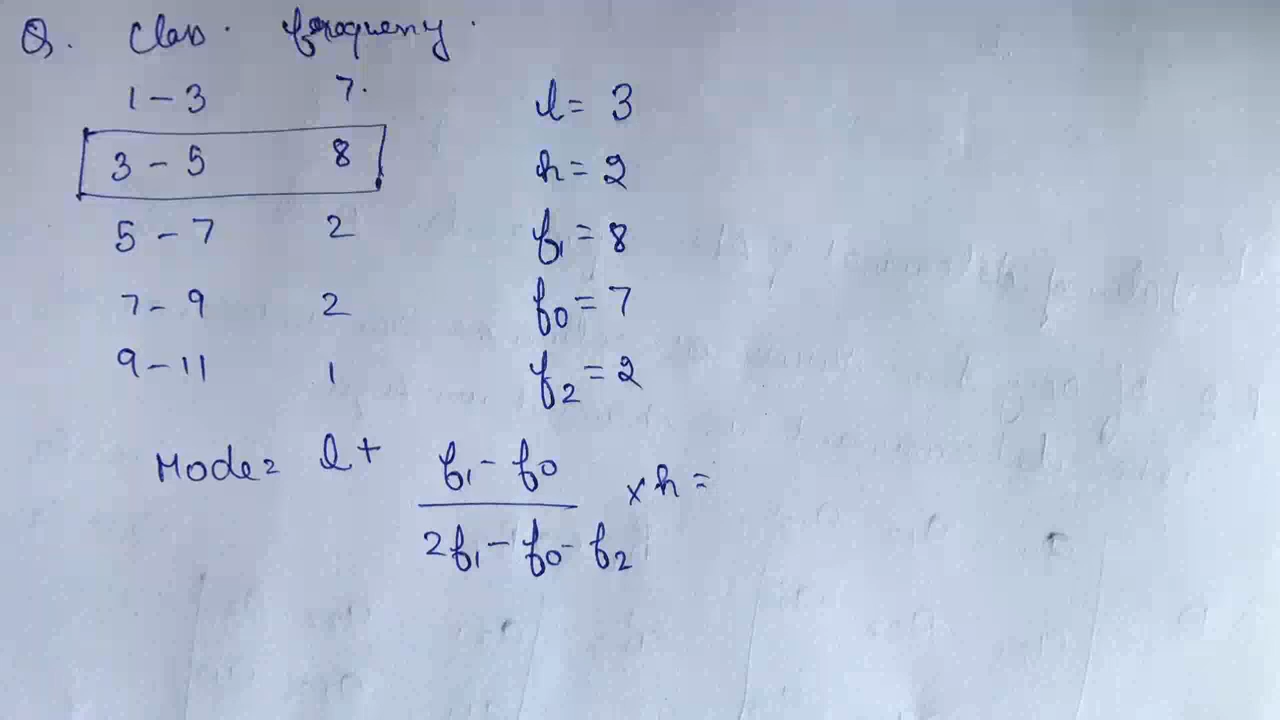 Q. Class. frequeny.
1 - 3 7.
3 - 5 8
5 - 7 2
7 - 9 2
9 - 11 1
l = 3
h = 2
f₁ = 8
f₀ = 7
f₂ = 2
Mode = l + f₁ - f₀ / 2f₁ - f₀ - f₂ × h =